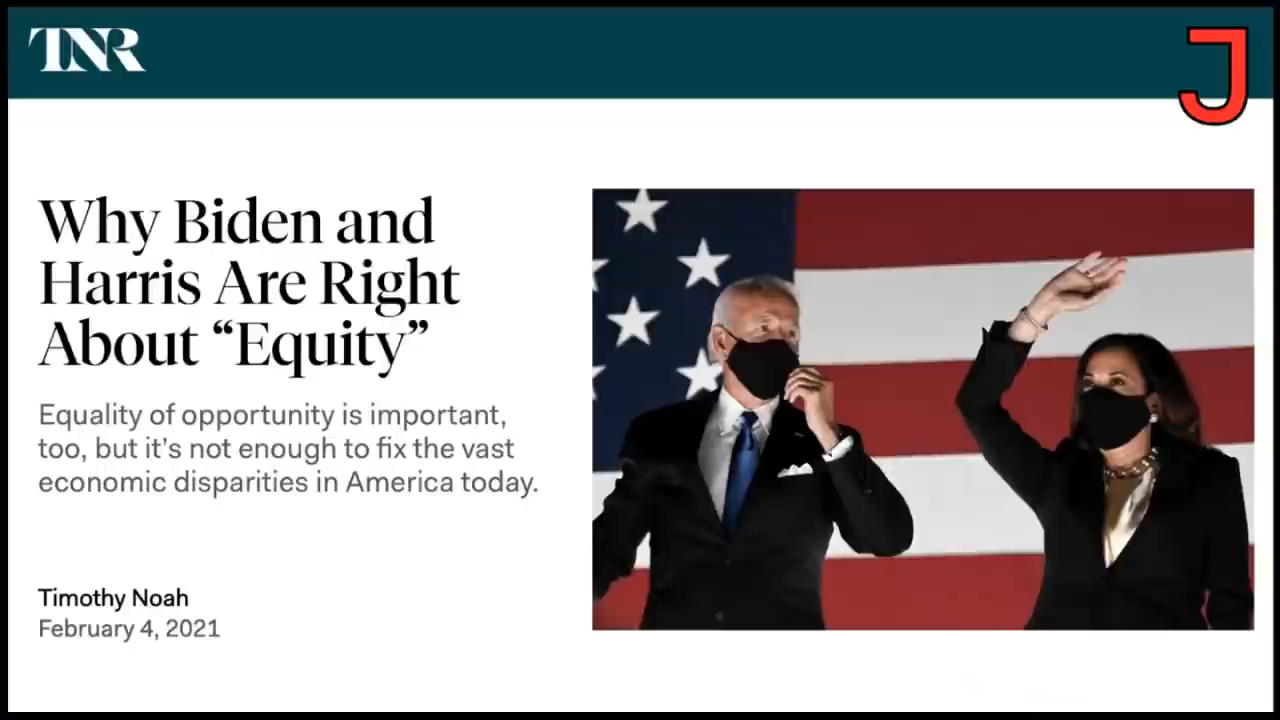 TNR
J
Why Biden and
Harris Are Right
About “Equity”
Equality of opportunity is important,
too, but it’s not enough to fix the vast
economic disparities in America today.
Timothy Noah
February 4, 2021